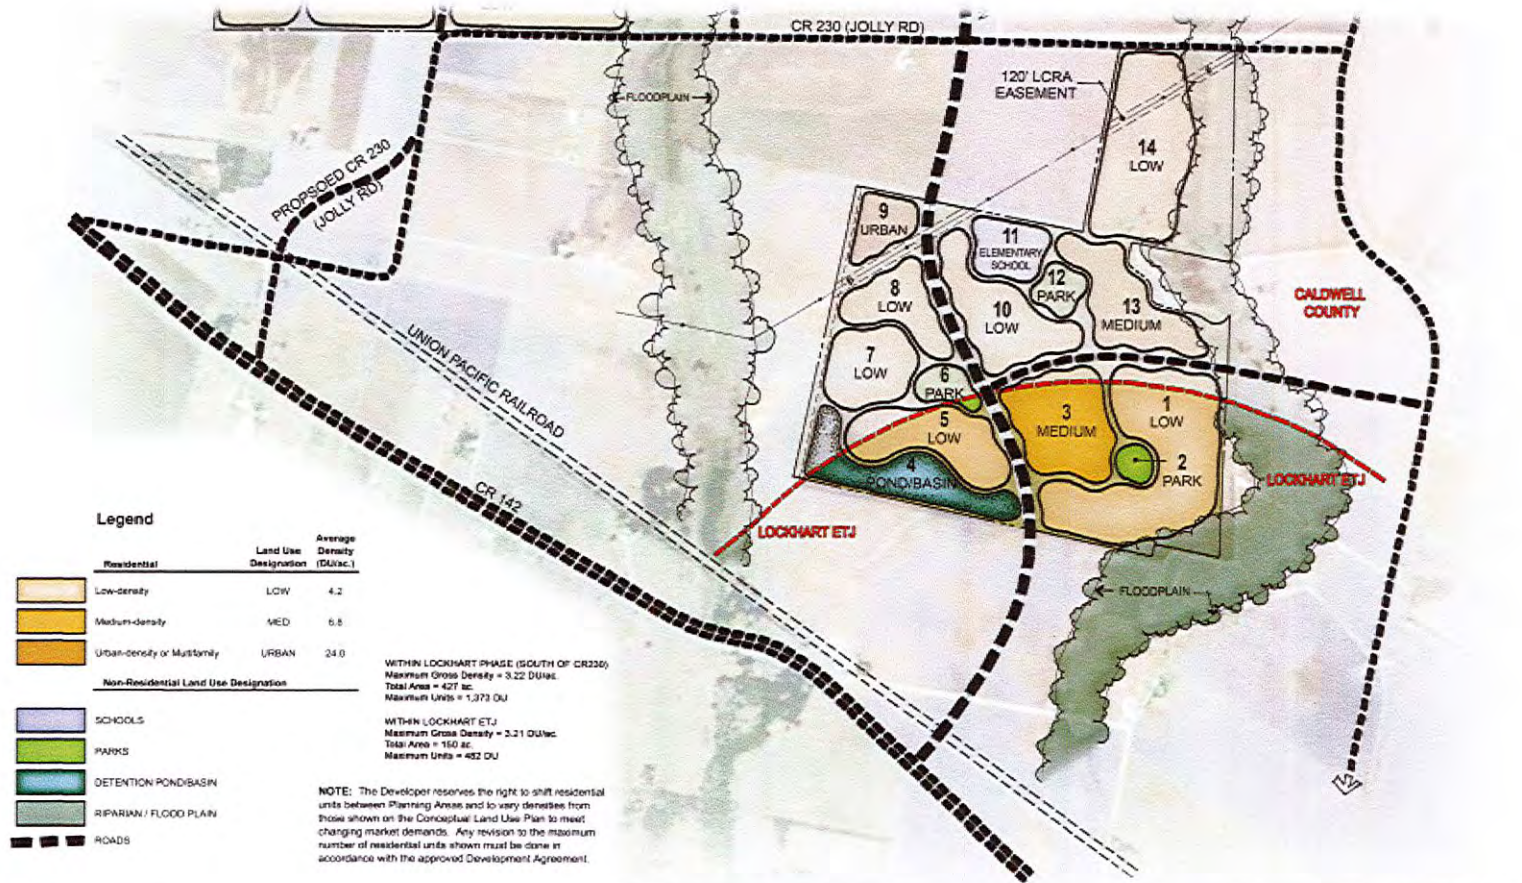 CR 230 (JOLLY RD)
120' LCRA
EASEMENT
FLOODPLAIN
14
LOW
PROPSOED CR 230
(JOLLY RD)
9
URBAN
11
ELEMENTARY
SCHOOL
12
PARK
8
LOW
10
LOW
13
MEDIUM
CALDWELL
COUNTY
UNION PACIFIC RAILROAD
7
LOW
6
PARK
5
LOW
3
MEDIUM
1
LOW
4
POND/BASIN
2
PARK
LOCKHART ETJ
LOCKHART ETJ
CR 142
FLOODPLAIN
Legend
Residential
Land Use
Designation
Average
Density
(DU/ac.)
Low-density LOW 4.2
Medium-density MED 6.8
Urban-density or Multifamily URBAN 24.0
Non-Residential Land Use Designation
SCHOOLS
PARKS
DETENTION POND/BASIN
RIPARIAN / FLOOD PLAIN
ROADS
WITHIN LOCKHART PHASE (SOUTH OF CR230)
Maximum Gross Density = 3.22 DU/ac.
Total Area = 427 ac.
Maximum Units = 1,373 DU
WITHIN LOCKHART ETJ
Maximum Gross Density = 3.21 DU/ac.
Total Area = 150 ac.
Maximum Units = 482 DU
NOTE: The Developer reserves the right to shift residential
units between Planning Areas and to vary densities from
those shown on the Conceptual Land Use Plan to meet
changing market demands. Any revision to the maximum
number of residential units shown must be done in
accordance with the approved Development Agreement.